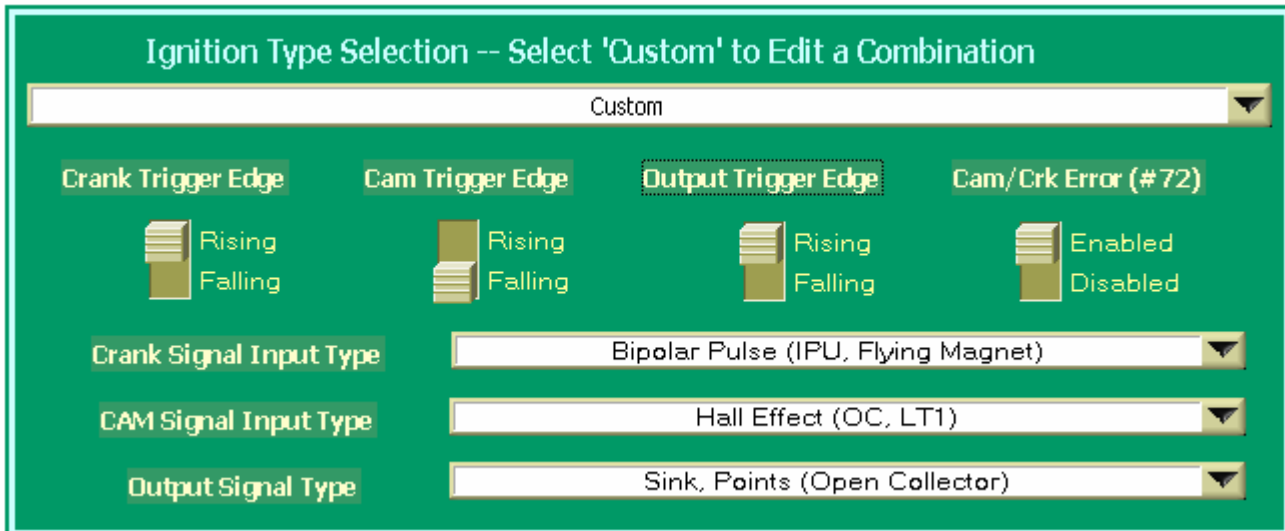 Ignition Type Selection -- Select 'Custom' to Edit a Combination
Custom
Crank Trigger Edge Cam Trigger Edge Output Trigger Edge Cam/Crk Error (#72)
Rising Rising Rising Enabled
Falling Falling Falling Disabled
Crank Signal Input Type Bipolar Pulse (IPU, Flying Magnet)
CAM Signal Input Type Hall Effect (OC, LT1)
Output Signal Type Sink, Points (Open Collector)